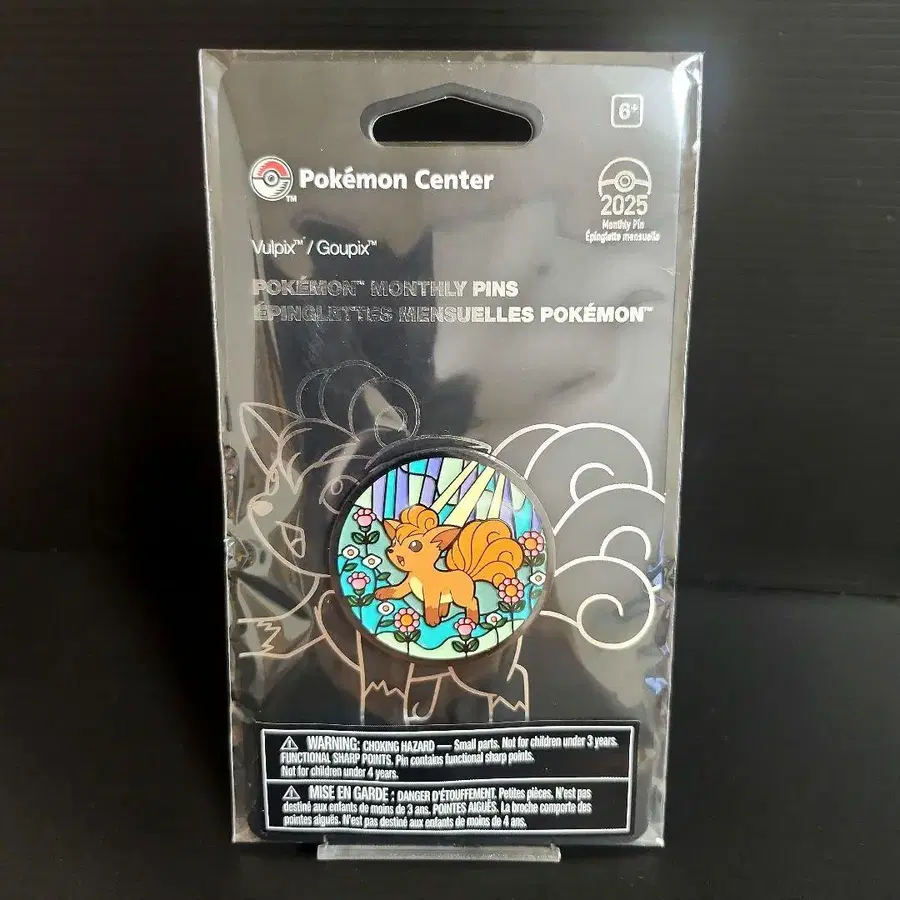 6+
Pokémon Center
TM
2025
Monthly Pin
Épinglette mensuelle
Vulpix™ / Goupix™
POKÉMON™ MONTHLY PINS
ÉPINGLETTES MENSUELLES POKÉMON™
WARNING: CHOKING HAZARD — Small parts. Not for children under 3 years.
FUNCTIONAL SHARP POINTS. Pin contains functional sharp points.
Not for children under 4 years.
MISE EN GARDE : DANGER D'ÉTOUFFEMENT. Petites pièces. N'est pas
destiné aux enfants de moins de 3 ans. POINTES AIGUËS. La broche comporte des
pointes aiguës. N'est pas destiné aux enfants de moins de 4 ans.